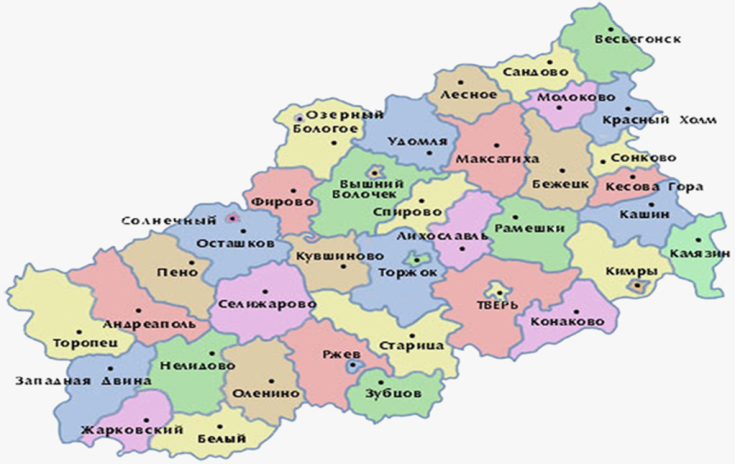 Весьегонск
Сандово
Лесное
Молоково
Озерный
Бологое
Красный Холм
Удомля
Максатиха
Сонково
Вышний
Волочек
Бежецк
Кесова Гора
Фирово
Спирово
Кашин
Солнечный
Осташков
Лихославль
Рамешки
Калязин
Кувшиново
Пено
Торжок
Кимры
Селижарово
ТВЕРЬ
Андреаполь
Конаково
Торопец
Старица
Ржев
Нелидово
Западная Двина
Оленино
Зубцов
Жарковский
Белый